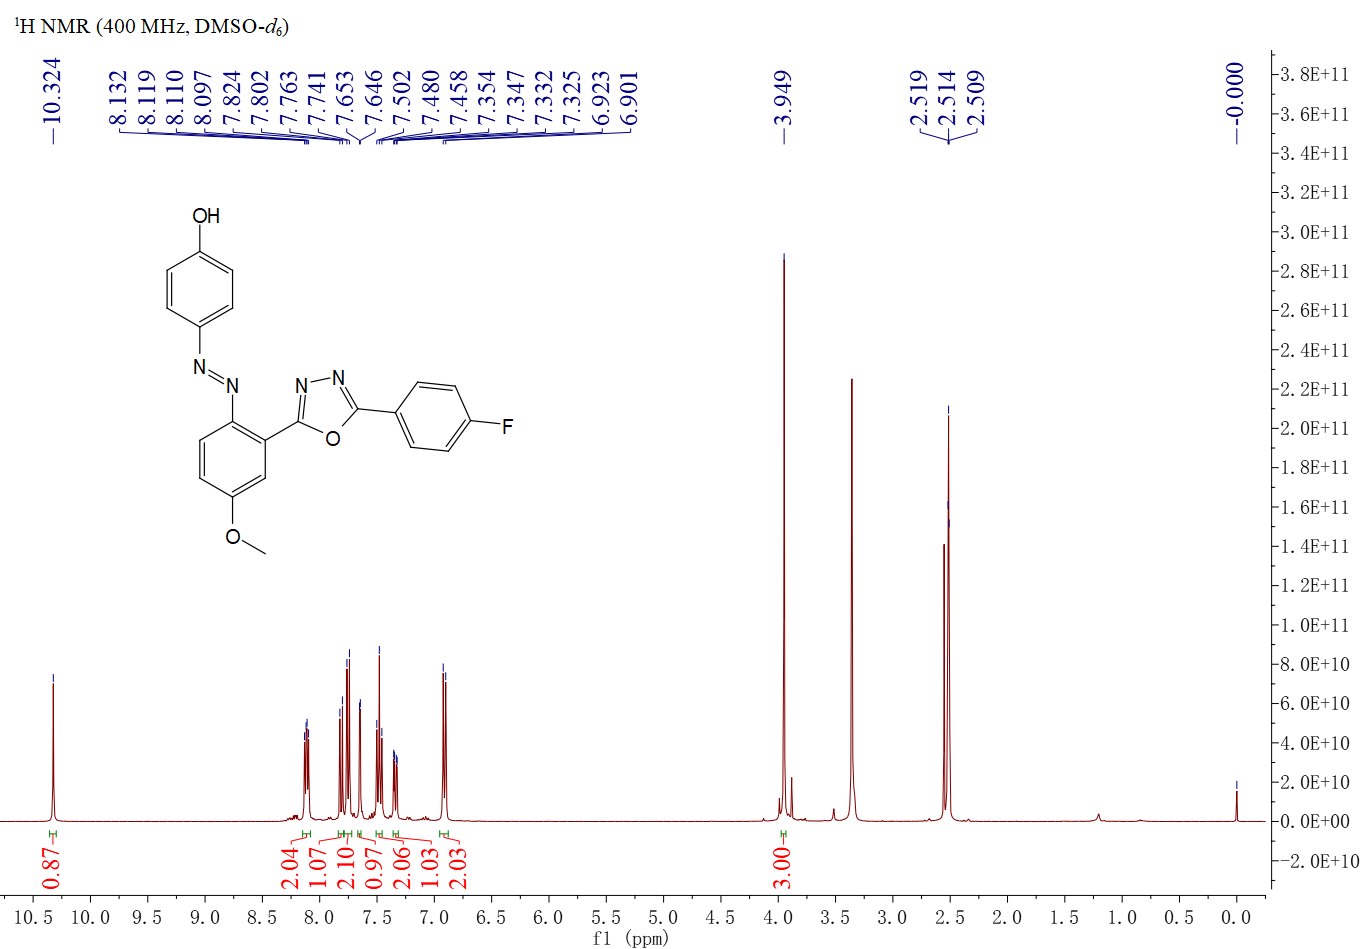 ¹H NMR (400 MHz, DMSO-d₆)
10.324
8.132
8.119
8.110
8.097
7.824
7.802
7.763
7.741
7.653
7.646
7.502
7.480
7.458
7.354
7.347
7.332
7.325
6.923
6.901
3.949
2.519
2.514
2.509
-0.000
3.8E+11
3.6E+11
3.4E+11
3.2E+11
3.0E+11
2.8E+11
2.6E+11
2.4E+11
2.2E+11
2.0E+11
1.8E+11
1.6E+11
1.4E+11
1.2E+11
1.0E+11
8.0E+10
6.0E+10
4.0E+10
2.0E+10
0.0E+00
-2.0E+10
OH
N
N
N
N
O
F
O
0.87
2.04
1.07
2.10
0.97
2.06
1.03
2.03
3.00
10.5 10.0 9.5 9.0 8.5 8.0 7.5 7.0 6.5 6.0 5.5 5.0 4.5 4.0 3.5 3.0 2.5 2.0 1.5 1.0 0.5 0.0
f1 (ppm)